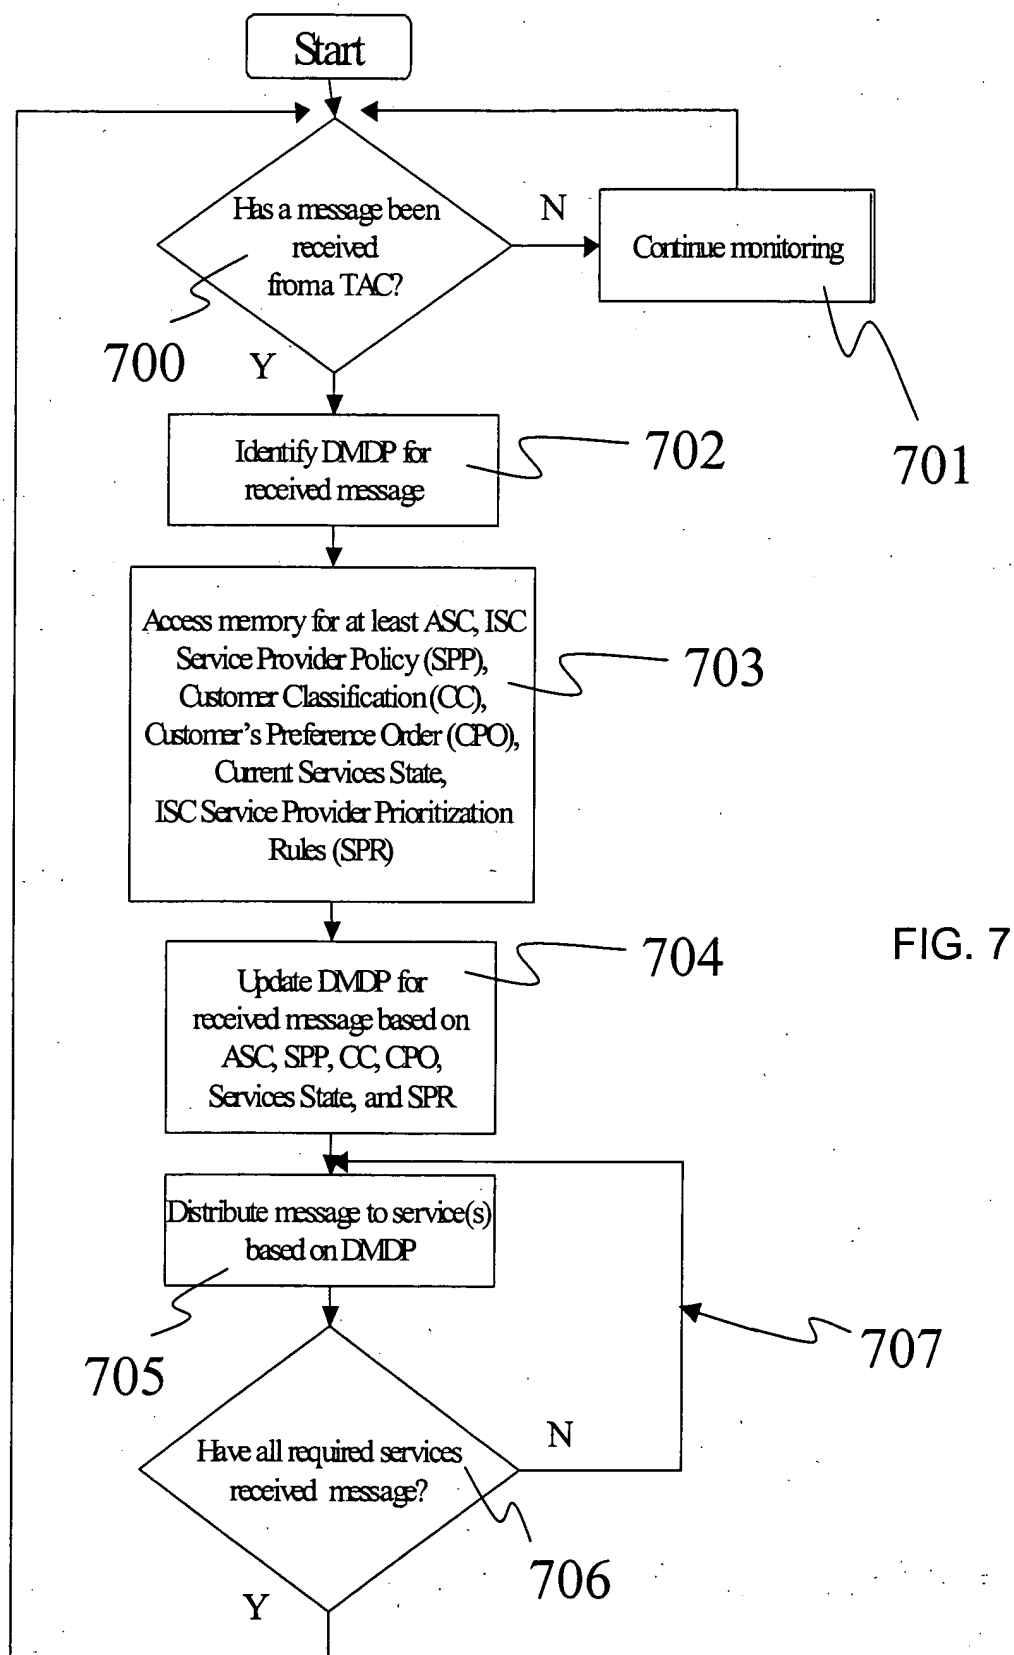 Start
Has a message been
received
from a TAC?
N
Continue monitoring
700
Y
701
Identify DMDP for
received message
702
Access memory for at least ASC, ISC
Service Provider Policy (SPP),
Customer Classification (CC),
Customer's Preference Order (CPO),
Current Services State,
ISC Service Provider Prioritization
Rules (SPR)
703
FIG. 7
Update DMDP for
received message based on
ASC, SPP, CC, CPO,
Services State, and SPR
704
Distribute message to service(s)
based on DMDP
705
707
Have all required services
received message?
N
706
Y